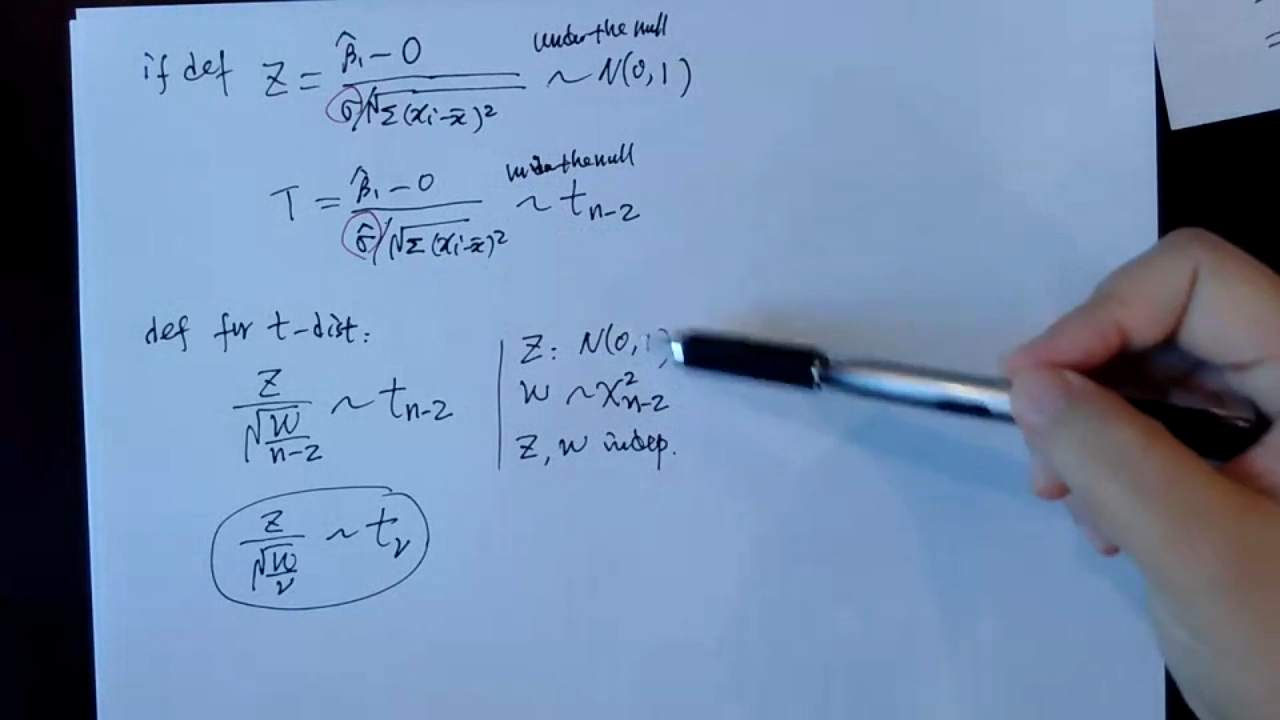 if def Z = β̂₁ − 0 / σ/√Σ(xᵢ−x̄)² ~ N(0,1) under the null
T = β̂₁ − 0 / σ̂/√Σ(xᵢ−x̄)² ~ tₙ₋₂ under the null
def for t-dist:
Z / √(W/n−2) ~ tₙ₋₂
Z: N(0,1)
W ~ χ²ₙ₋₂
Z, W indep.
Z / √(W/ν) ~ t_ν